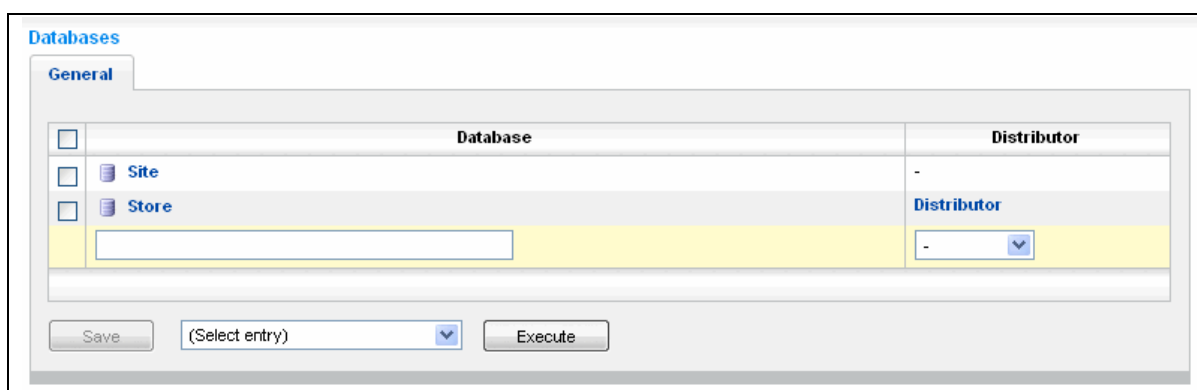 Databases
General
Database Distributor
Site -
Store Distributor
-
Save (Select entry) Execute